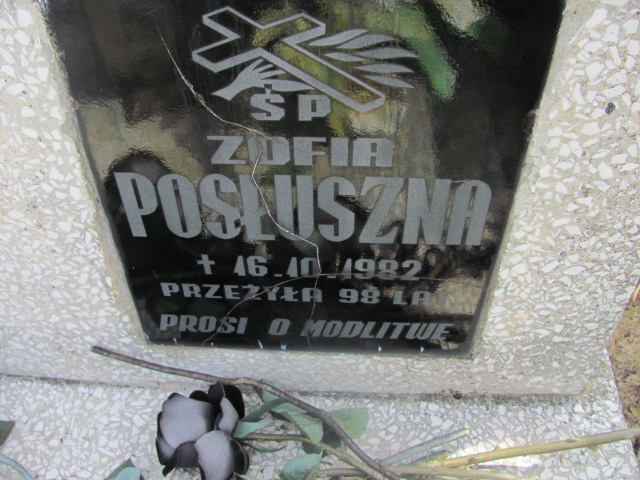 ŚP
ZOFIA
POSŁUSZNA
† 16.10.1982
PRZEŻYŁA 98 LAT
PROSI O MODLITWĘ